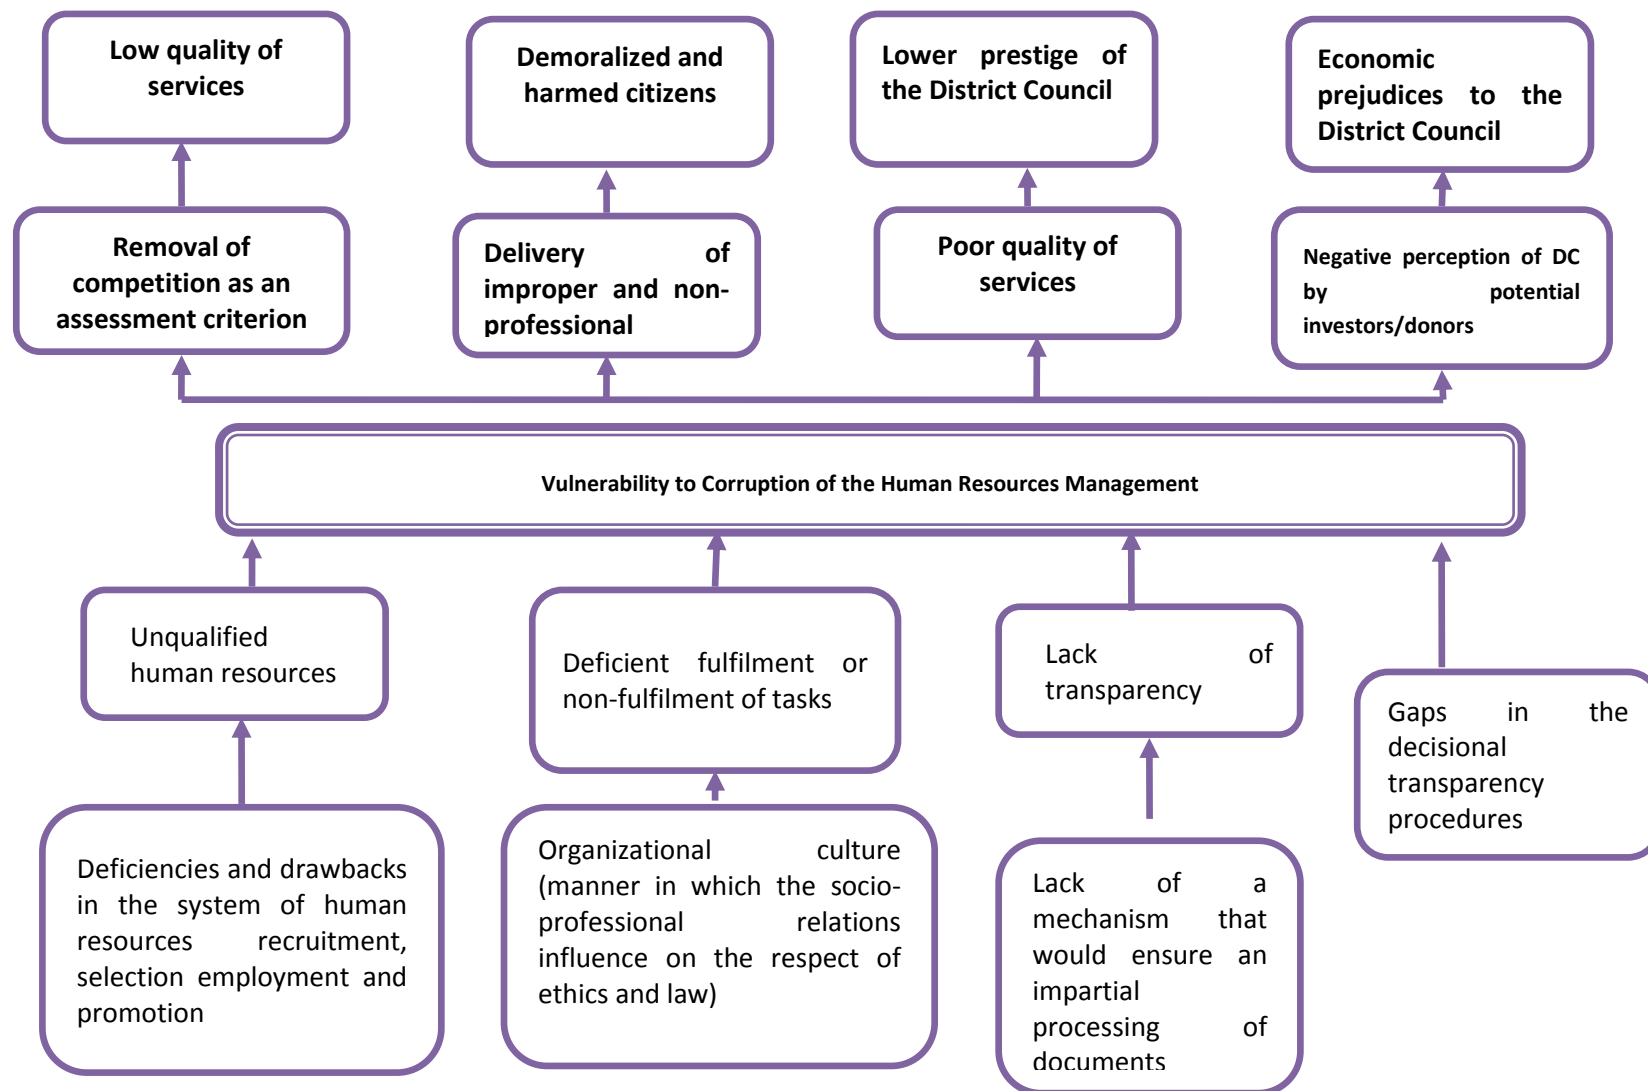 Low quality of
services
Demoralized and
harmed citizens
Lower prestige of
the District Council
Economic
prejudices to the
District Council
Removal of
competition as an
assessment criterion
Delivery of
improper and non-
professional
Poor quality of
services
Negative perception of DC
by potential
investors/donors
Vulnerability to Corruption of the Human Resources Management
Unqualified
human resources
Deficient fulfilment or
non-fulfilment of tasks
Lack of
transparency
Gaps in the
decisional
transparency
procedures
Deficiencies and drawbacks
in the system of human
resources recruitment,
selection employment and
promotion
Organizational culture
(manner in which the socio-
professional relations
influence on the respect of
ethics and law)
Lack of a
mechanism that
would ensure an
impartial
processing of
documents